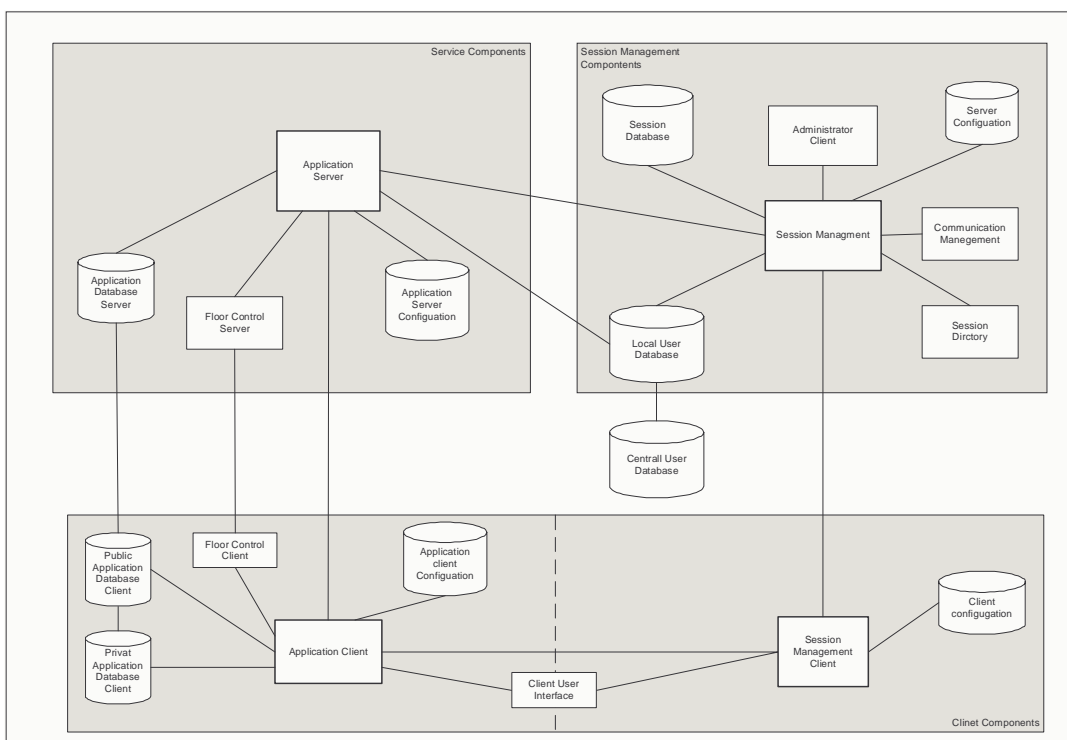 Service Components
Session Management
Compontents
Session
Database
Administrator
Client
Server
Configuation
Application
Server
Session Managment
Communication
Manegement
Application
Database
Server
Floor Control
Server
Application
Server
Configuation
Local User
Database
Session
Dirctory
Centrall User
Database
Public
Application
Database
Client
Floor Control
Client
Application
client
Configuation
Client
configugation
Privat
Application
Database
Client
Application Client
Client User
Interface
Session
Management
Client
Clinet Components